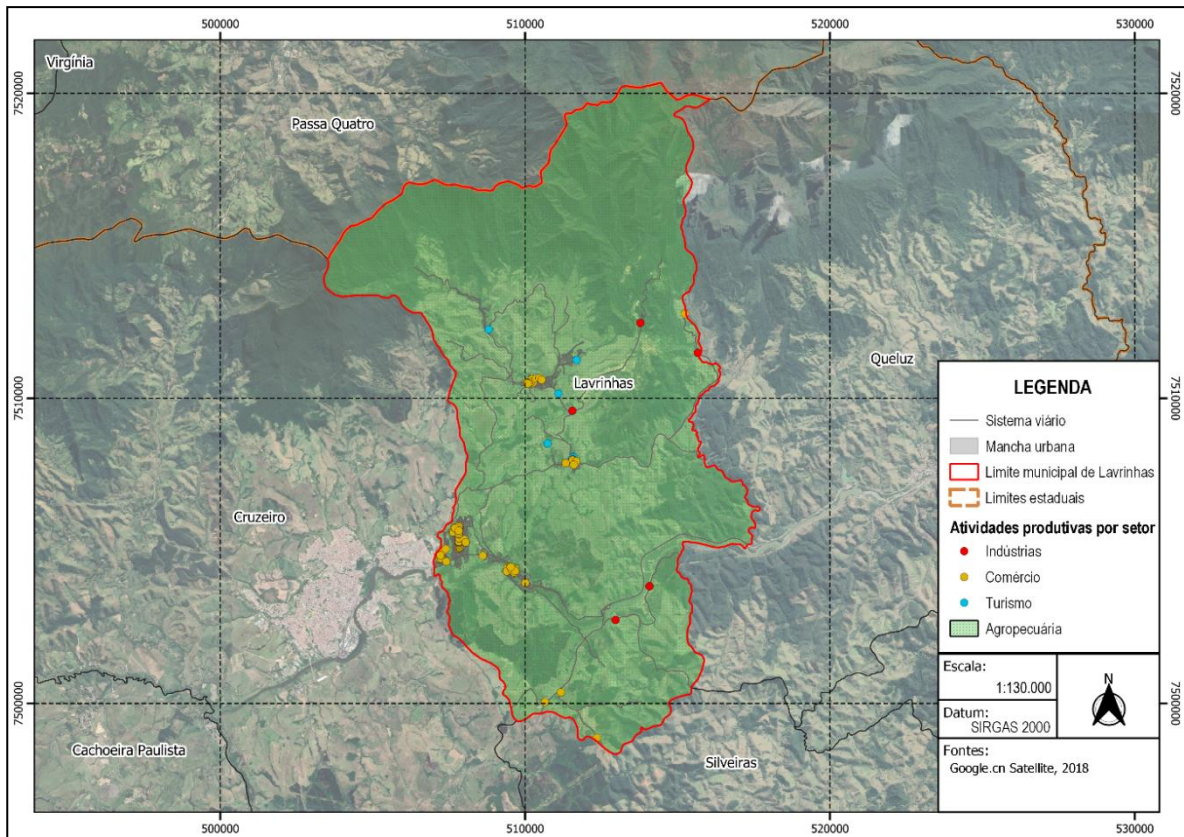 500000
510000
520000
530000
Virgínia
7520000
7520000
Passa Quatro
Queluz
7510000
7510000
Lavrinhas
LEGENDA
Sistema viário
Mancha urbana
Limite municipal de Lavrinhas
Limites estaduais
Atividades produtivas por setor
Indústrias
Comércio
Turismo
Agropecuária
Cruzeiro
Escala:
1:130.000
N
Datum:
SIRGAS 2000
7500000
7500000
Fontes:
Google.cn Satellite, 2018
Cachoeira Paulista
Silveiras
500000
510000
520000
530000